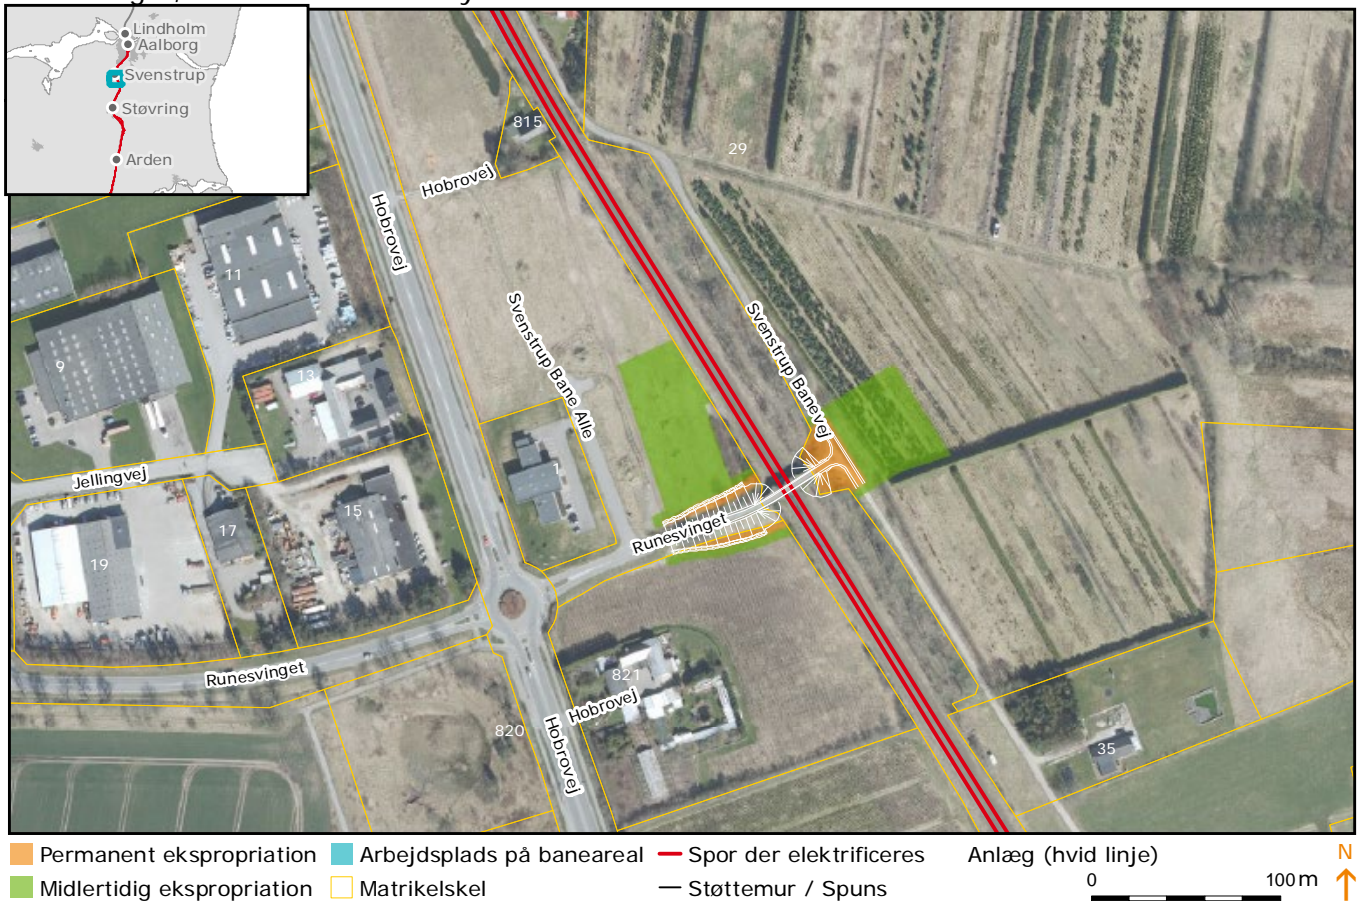 Lindholm
Aalborg
Svenstrup
Støvring
Arden
815
29
Hobrovej
Hobrovej
11
Svenstrup Bane Alle
Svenstrup Banevej
9
13
1
Jellingvej
15
17
Runesvinget
19
Runesvinget
821
Hobrovej
820
Hobrovej
35
Permanent ekspropriation
Arbejdsplads på baneareal
Spor der elektrificeres
Anlæg (hvid linje)
N
Midlertidig ekspropriation
Matrikelskel
Støttemur / Spuns
0 100 m